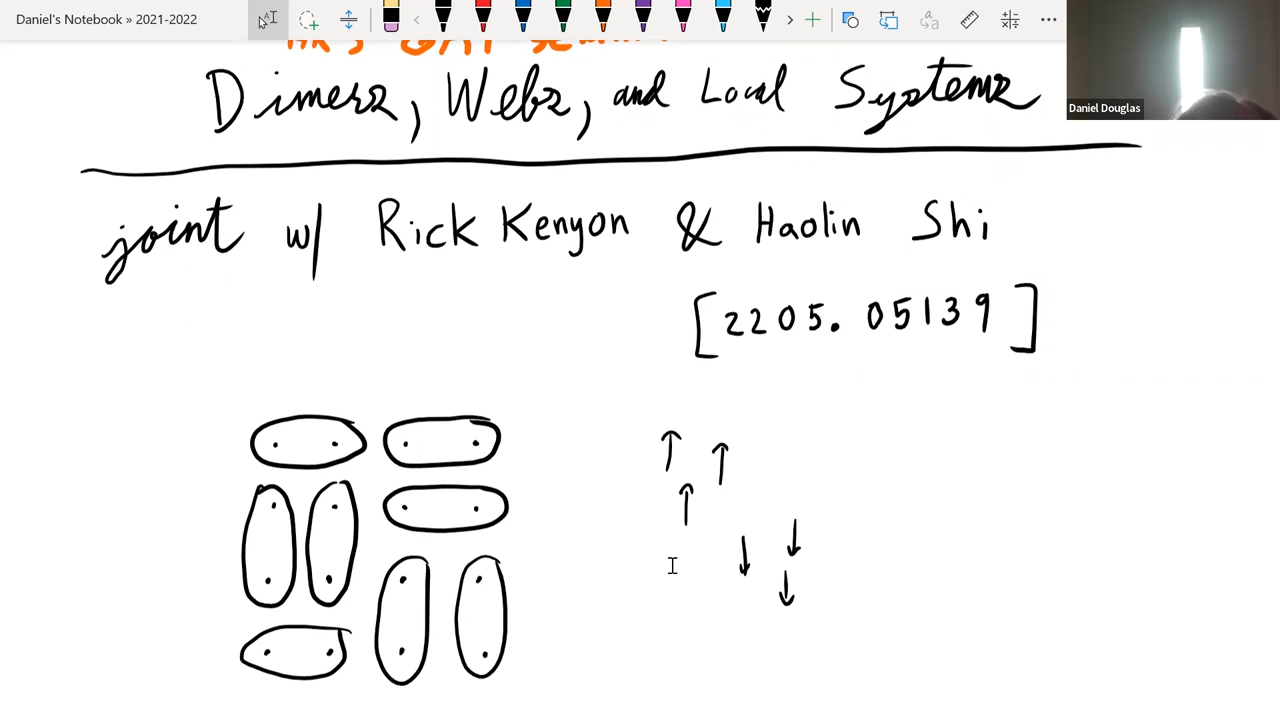 Daniel's Notebook » 2021-2022
Daniel Douglas
Dimers, Webs, and Local Systems
joint w/ Rick Kenyon & Haolin Shi
[2205.05139]